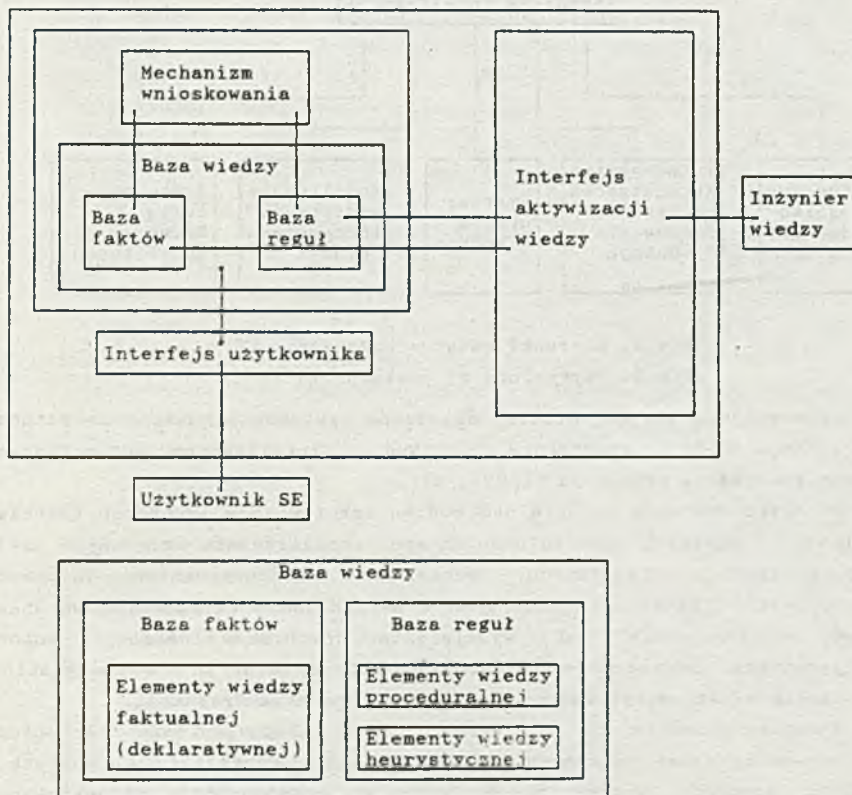 Mechanizm
wnioskowania
Baza wiedzy
Baza
faktów
Baza
reguł
Interfejs
aktywizacji
wiedzy
Inżynier
wiedzy
Interfejs użytkownika
Użytkownik SE
Baza wiedzy
Baza faktów
Elementy wiedzy
faktualnej
(deklaratywnej)
Baza reguł
Elementy wiedzy
proceduralnej
Elementy wiedzy
heurystycznej